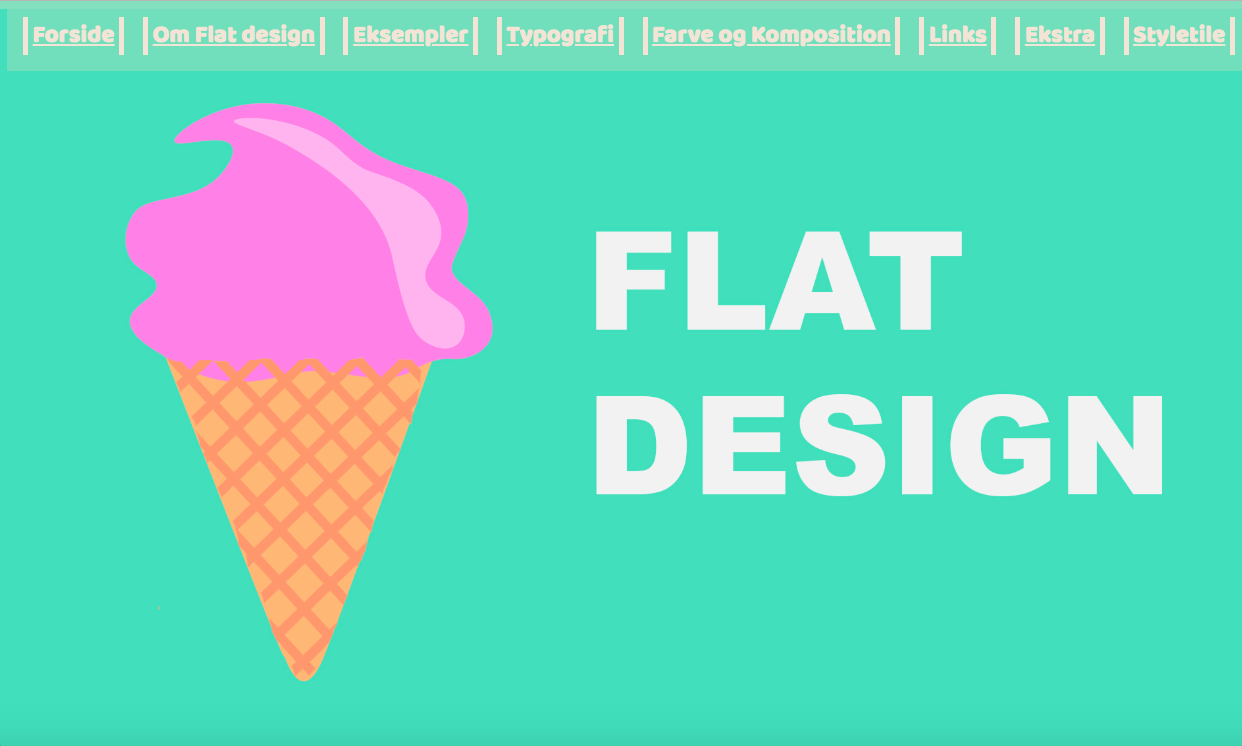 Forside Om Flat design Eksempler Typografi Farve og Komposition Links Ekstra Styletile
FLAT
DESIGN